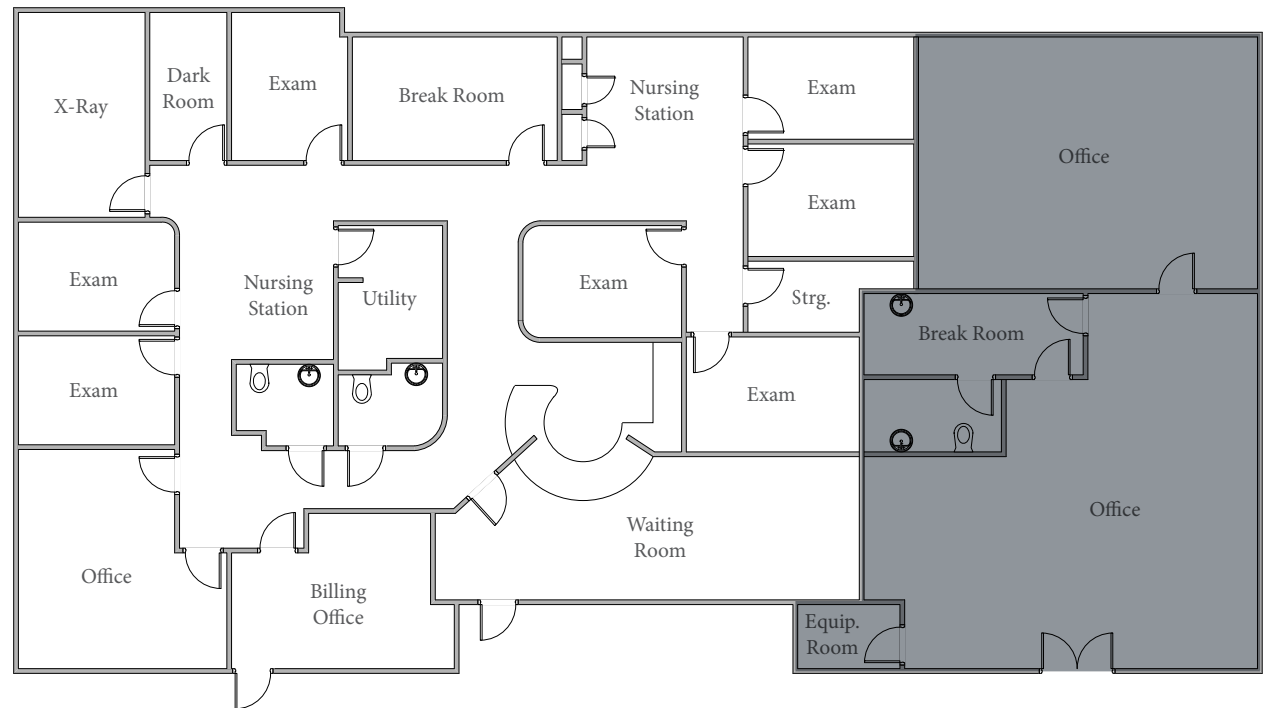 X-Ray
Dark
Room
Exam
Break Room
Nursing
Station
Exam
Office
Exam
Exam
Nursing
Station
Utility
Exam
Strg.
Break Room
Exam
Exam
Office
Waiting
Room
Office
Billing
Office
Equip.
Room